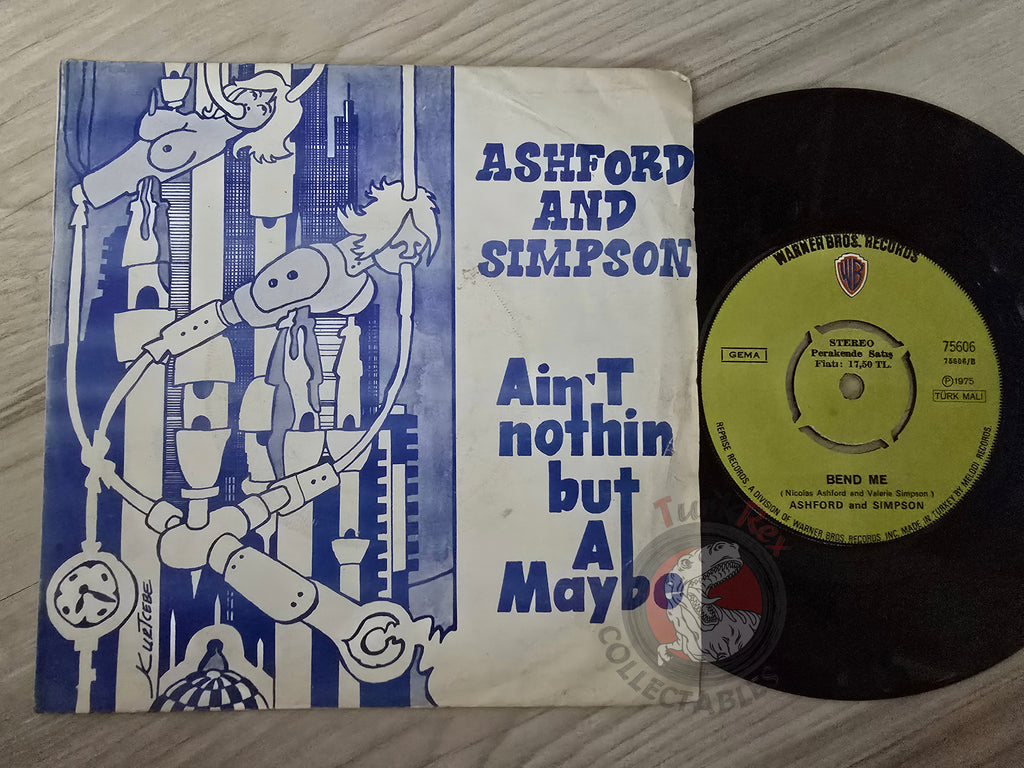 ASHFORD
AND
SIMPSON
Ain'T
nothin
but
A
Maybe
KURTCEBE
WARNER BROS. RECORDS
WB
GEMA
STEREO
Perakende Satış
Fiatı: 17,50 TL.
75606
75606/B
Ⓟ1975
TÜRK MALI
BEND ME
( Nicolas Ashford and Valerie Simpson )
ASHFORD and SIMPSON
REPRISE RECORDS A DIVISION OF WARNER BROS. RECORDS, INC. MADE IN TURKEY BY MELODI RECORDS.
Turk Rex
COLLECTABLES